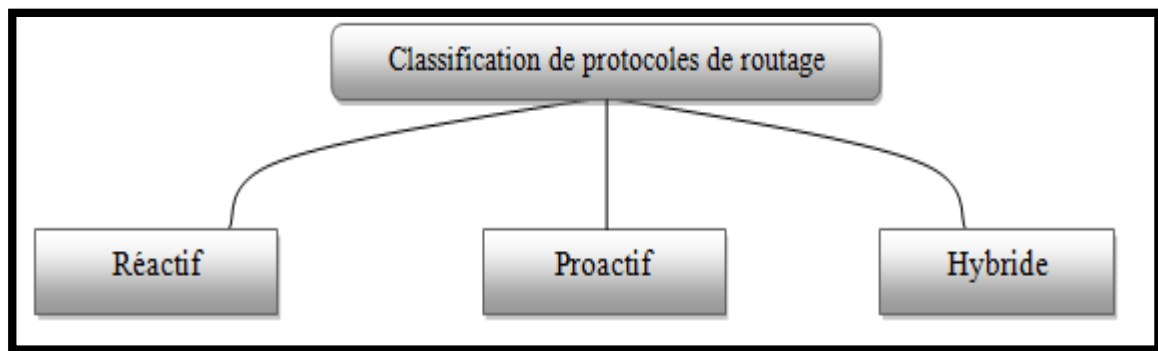 Classification de protocoles de routage
Réactif
Proactif
Hybride